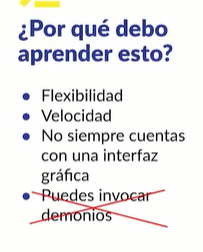 ¿Por qué debo
aprender esto?
Flexibilidad
Velocidad
No siempre cuentas
con una interfaz
gráfica
Puedes invocar
demonios